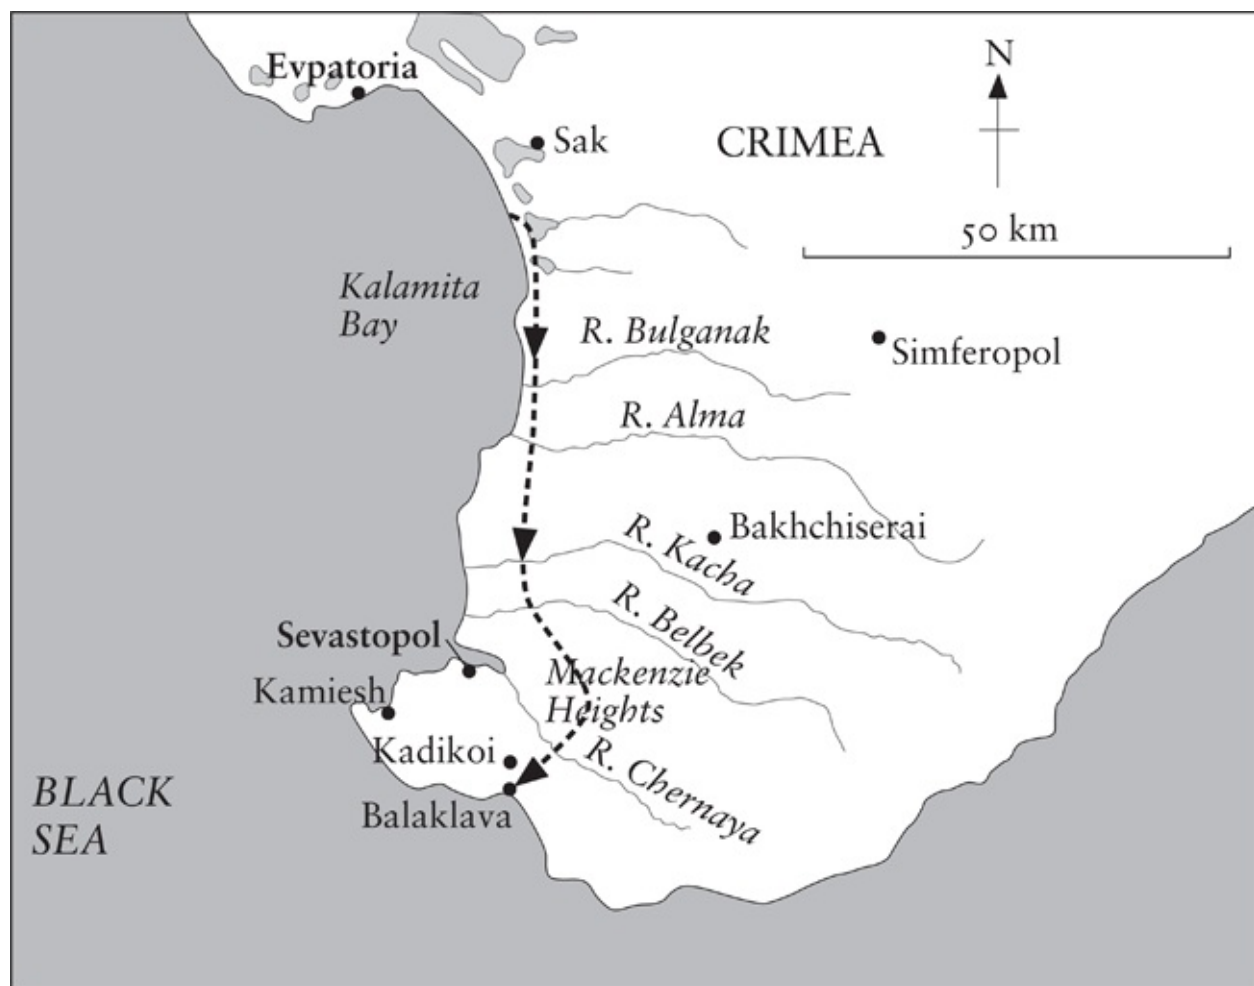 Evpatoria
N
Sak
CRIMEA
50 km
Kalamita
Bay
R. Bulganak
Simferopol
R. Alma
Bakhchiserai
R. Kacha
R. Belbek
Sevastopol
Mackenzie
Heights
Kamiesh
Kadikoi
R. Chernaya
BLACK
SEA
Balaklava